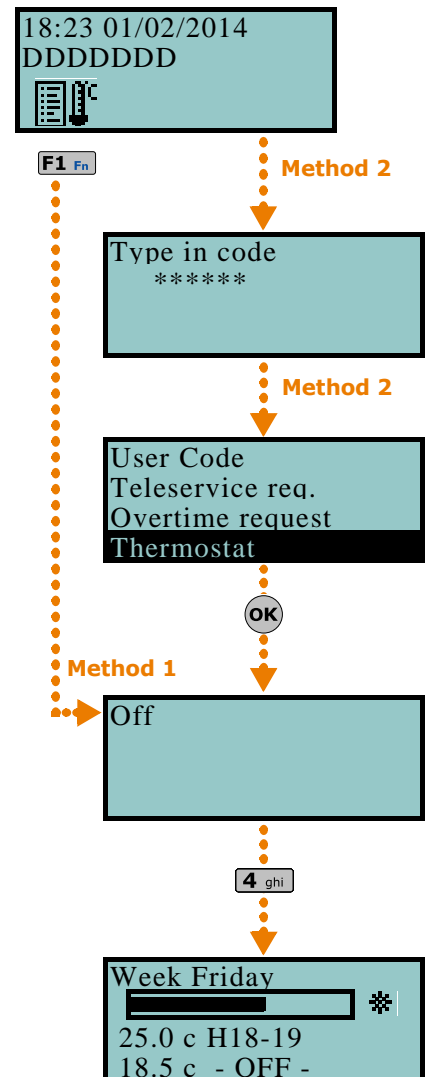 18:23 01/02/2014
DDDDDDD
F1 Fn
Method 2
Type in code
******
Method 2
User Code
Teleservice req.
Overtime request
Thermostat
OK
Method 1
Off
4 ghi
Week Friday
25.0 c H18-19
18.5 c - OFF -